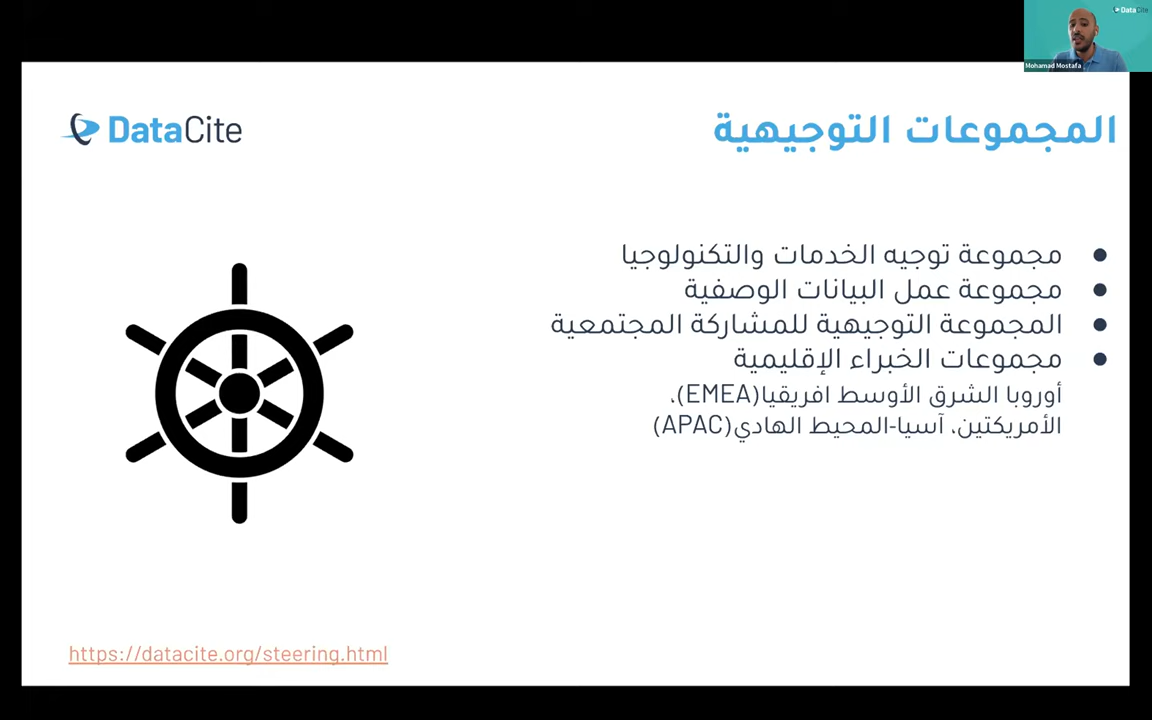 DataCite
Mohamad Mostafa
DataCite
المجموعات التوجيهية
● مجموعة توجيه الخدمات والتكنولوجيا
● مجموعة عمل البيانات الوصفية
● المجموعة التوجيهية للمشاركة المجتمعية
● مجموعات الخبراء الإقليمية
أوروبا الشرق الأوسط افريقيا(EMEA)،
الأمريكتين، آسيا-المحيط الهادي(APAC)
https://datacite.org/steering.html